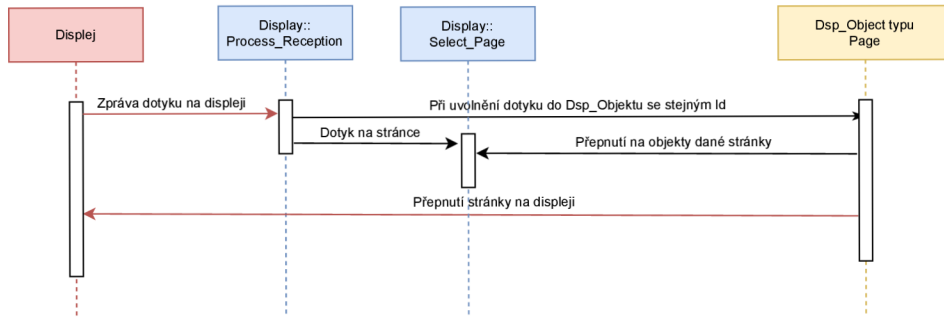 Displej
Display::
Process_Reception
Display::
Select_Page
Dsp_Object typu
Page
Zpráva dotyku na displeji
Při uvolnění dotyku do Dsp_Objektu se stejným Id
Dotyk na stránce
Přepnutí na objekty dané stránky
Přepnutí stránky na displeji